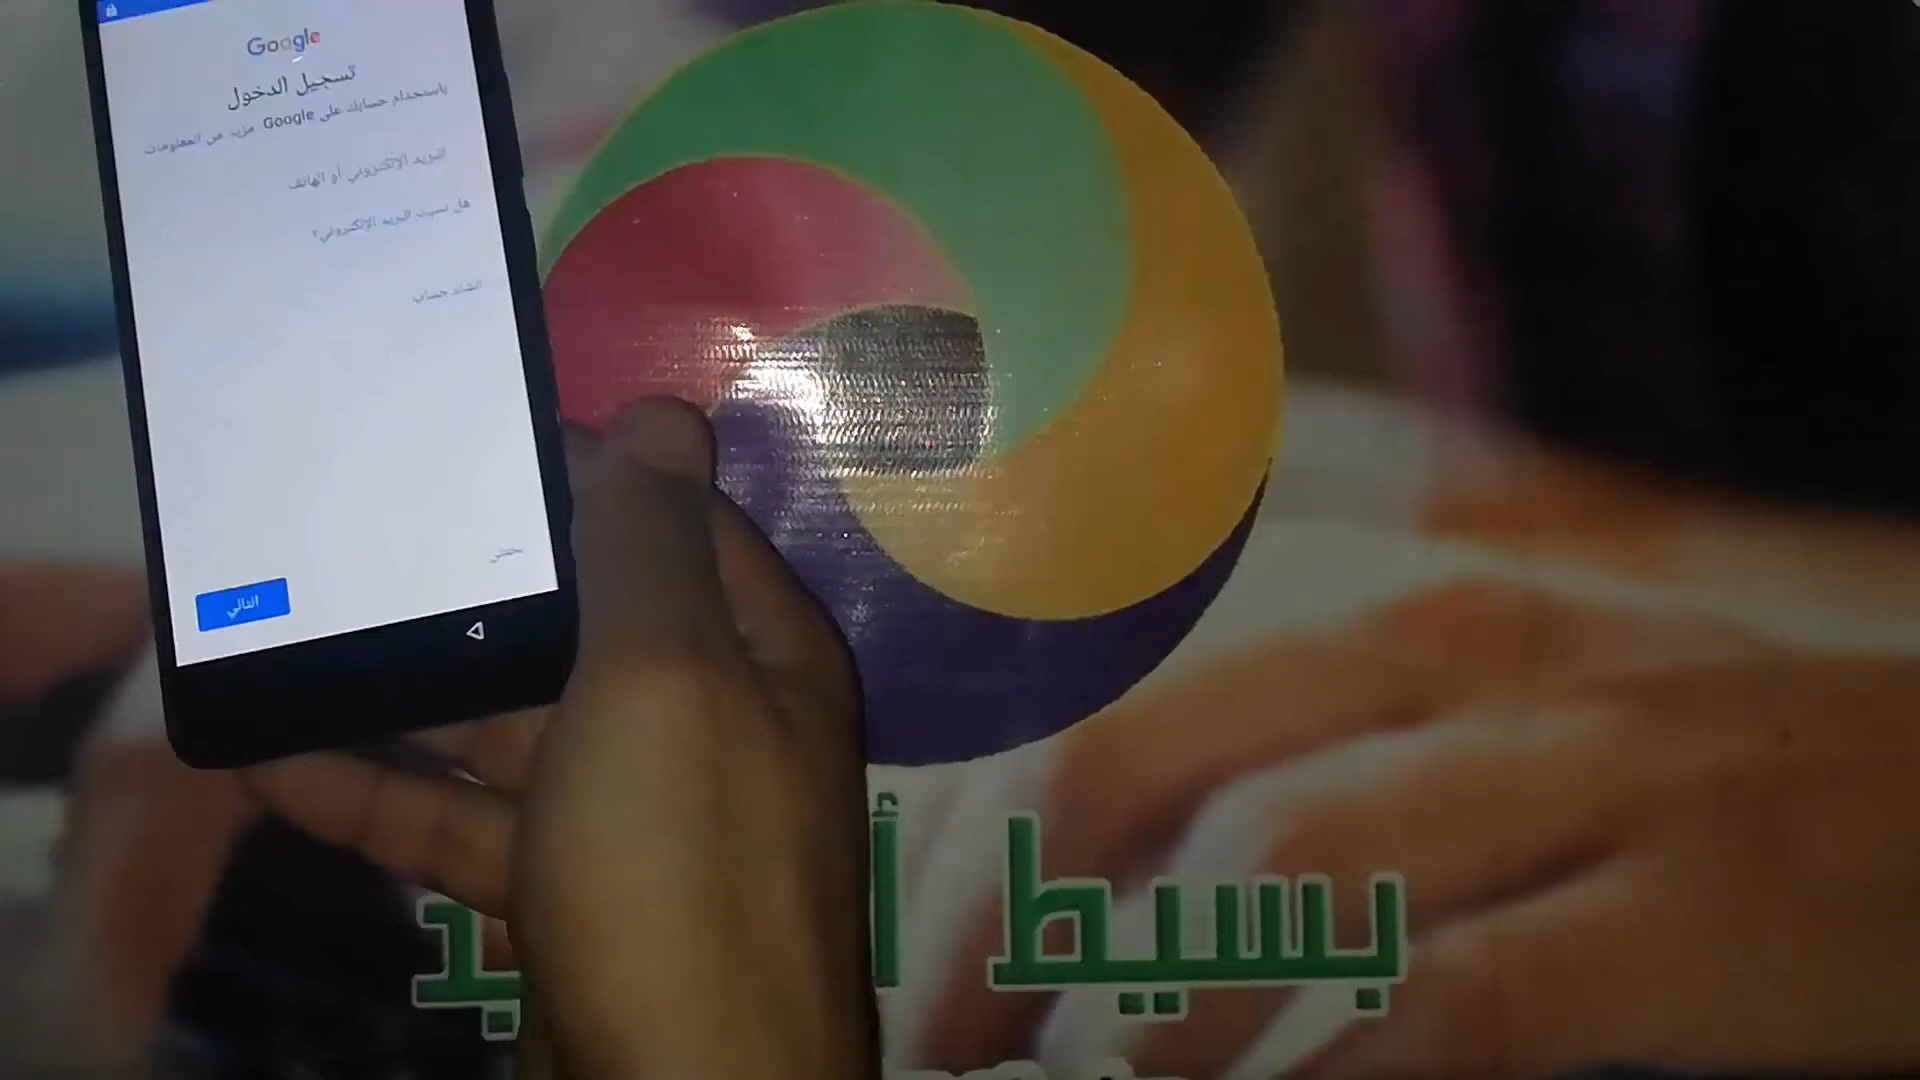 Google
تسجيل الدخول
باستخدام حسابك على Google مزيد من المعلومات
البريد الإلكتروني أو الهاتف
هل نسيت البريد الإلكتروني؟
إنشاء حساب
تخطي
التالي
بسيط